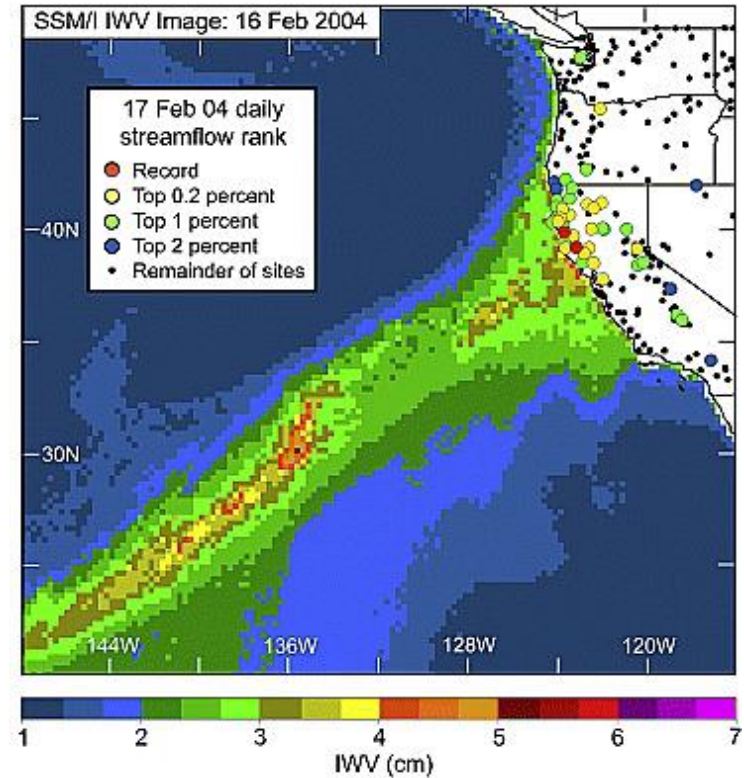 SSM/I IWV Image: 16 Feb 2004
17 Feb 04 daily
streamflow rank
Record
Top 0.2 percent
Top 1 percent
Top 2 percent
Remainder of sites
40N
30N
144W 136W 128W 120W
1 2 3 4 5 6 7
IWV (cm)